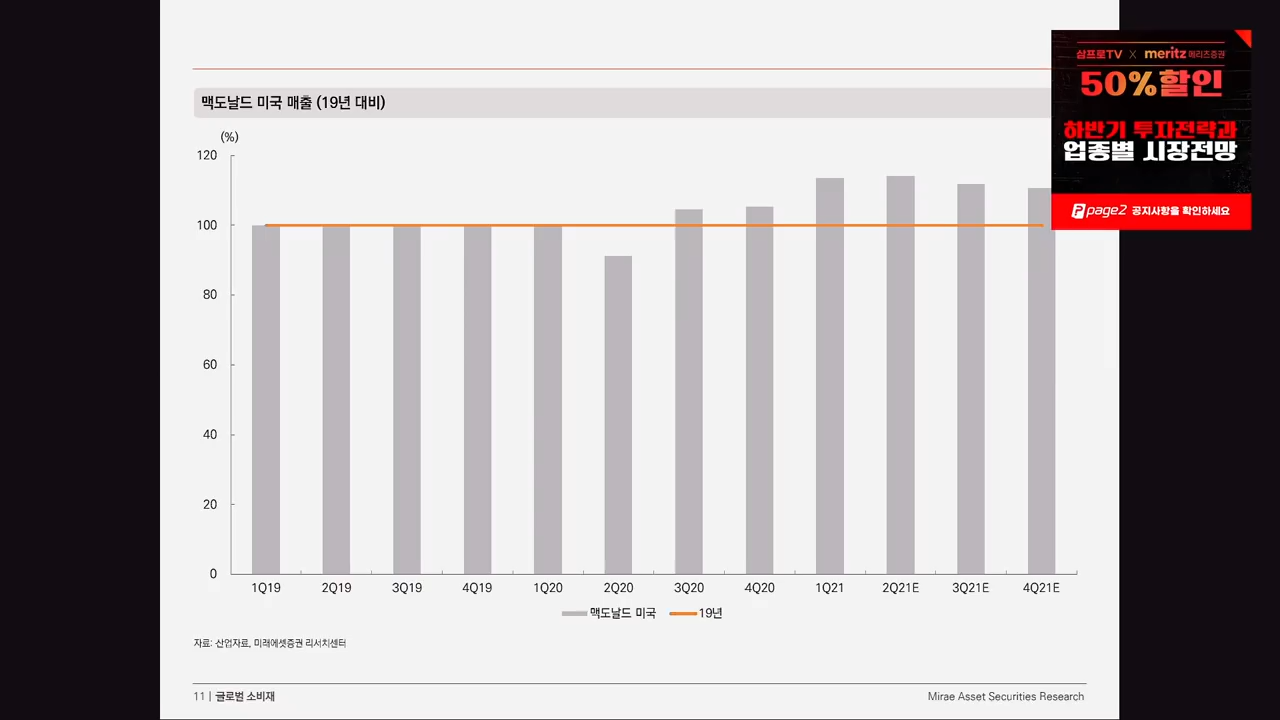 삼프로TV X meritz 메리츠증권
50%할인
하반기 투자전략과
업종별 시장전망
page2 공지사항을 확인하세요
맥도날드 미국 매출 (19년 대비)
(%)
120
100
80
60
40
20
0
1Q19 2Q19 3Q19 4Q19 1Q20 2Q20 3Q20 4Q20 1Q21 2Q21E 3Q21E 4Q21E
맥도날드 미국 19년
자료: 산업자료, 미래에셋증권 리서치센터
11 | 글로벌 소비재
Mirae Asset Securities Research